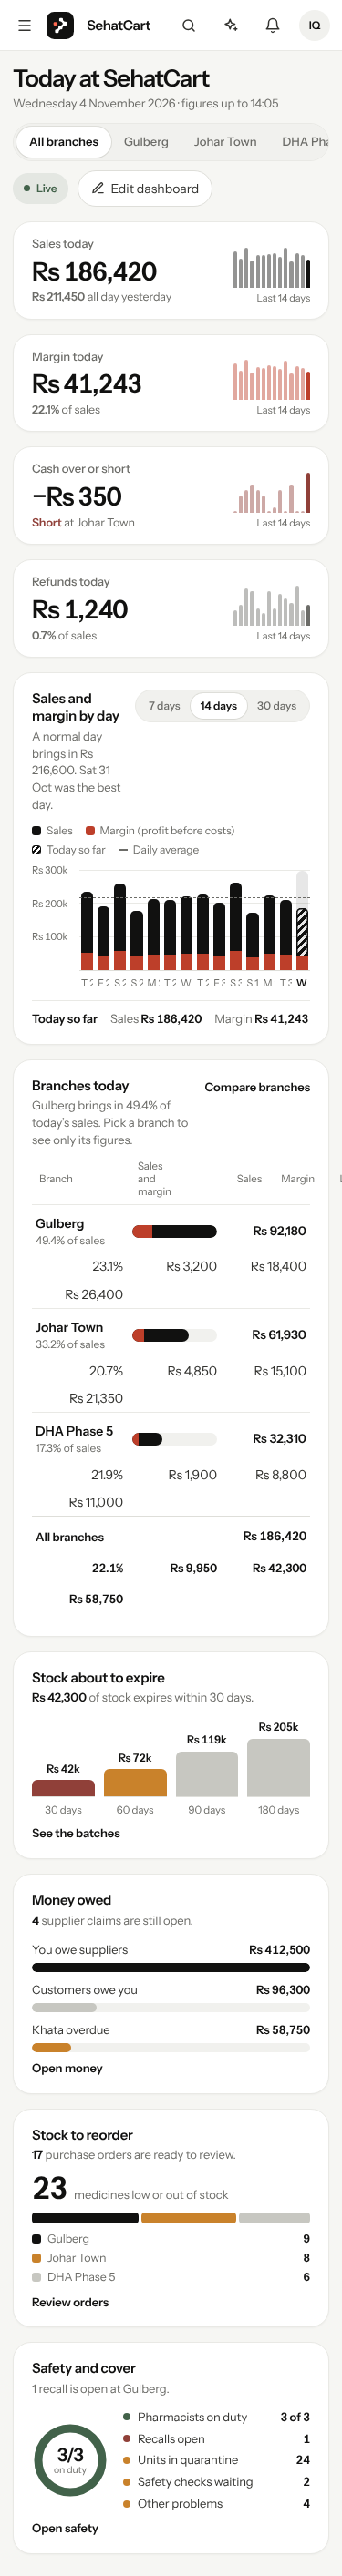 SehatCart
IQ
Today at SehatCart
Wednesday 4 November 2026 · figures up to 14:05
All branches Gulberg Johar Town DHA Pha
Live
Edit dashboard
Sales today
Rs 186,420
Rs 211,450 all day yesterday
Last 14 days
Margin today
Rs 41,243
22.1% of sales
Last 14 days
Cash over or short
−Rs 350
Short at Johar Town
Last 14 days
Refunds today
Rs 1,240
0.7% of sales
Last 14 days
Sales and
margin by day
7 days 14 days 30 days
A normal day
brings in Rs
216,600. Sat 31
Oct was the best
day.
Sales Margin (profit before costs)
Today so far Daily average
Rs 300k
Rs 200k
Rs 100k
W
Today so far Sales Rs 186,420 Margin Rs 41,243
Branches today
Compare branches
Gulberg brings in 49.4% of
today's sales. Pick a branch to
see only its figures.
Branch Sales and margin Sales Margin
Gulberg
49.4% of sales
Rs 92,180
23.1% Rs 3,200 Rs 18,400
Rs 26,400
Johar Town
33.2% of sales
Rs 61,930
20.7% Rs 4,850 Rs 15,100
Rs 21,350
DHA Phase 5
17.3% of sales
Rs 32,310
21.9% Rs 1,900 Rs 8,800
Rs 11,000
All branches Rs 186,420
22.1% Rs 9,950 Rs 42,300
Rs 58,750
Stock about to expire
Rs 42,300 of stock expires within 30 days.
Rs 42k Rs 72k Rs 119k Rs 205k
30 days 60 days 90 days 180 days
See the batches
Money owed
4 supplier claims are still open.
You owe suppliers Rs 412,500
Customers owe you Rs 96,300
Khata overdue Rs 58,750
Open money
Stock to reorder
17 purchase orders are ready to review.
23 medicines low or out of stock
Gulberg 9
Johar Town 8
DHA Phase 5 6
Review orders
Safety and cover
1 recall is open at Gulberg.
3/3
on duty
Pharmacists on duty 3 of 3
Recalls open 1
Units in quarantine 24
Safety checks waiting 2
Other problems 4
Open safety